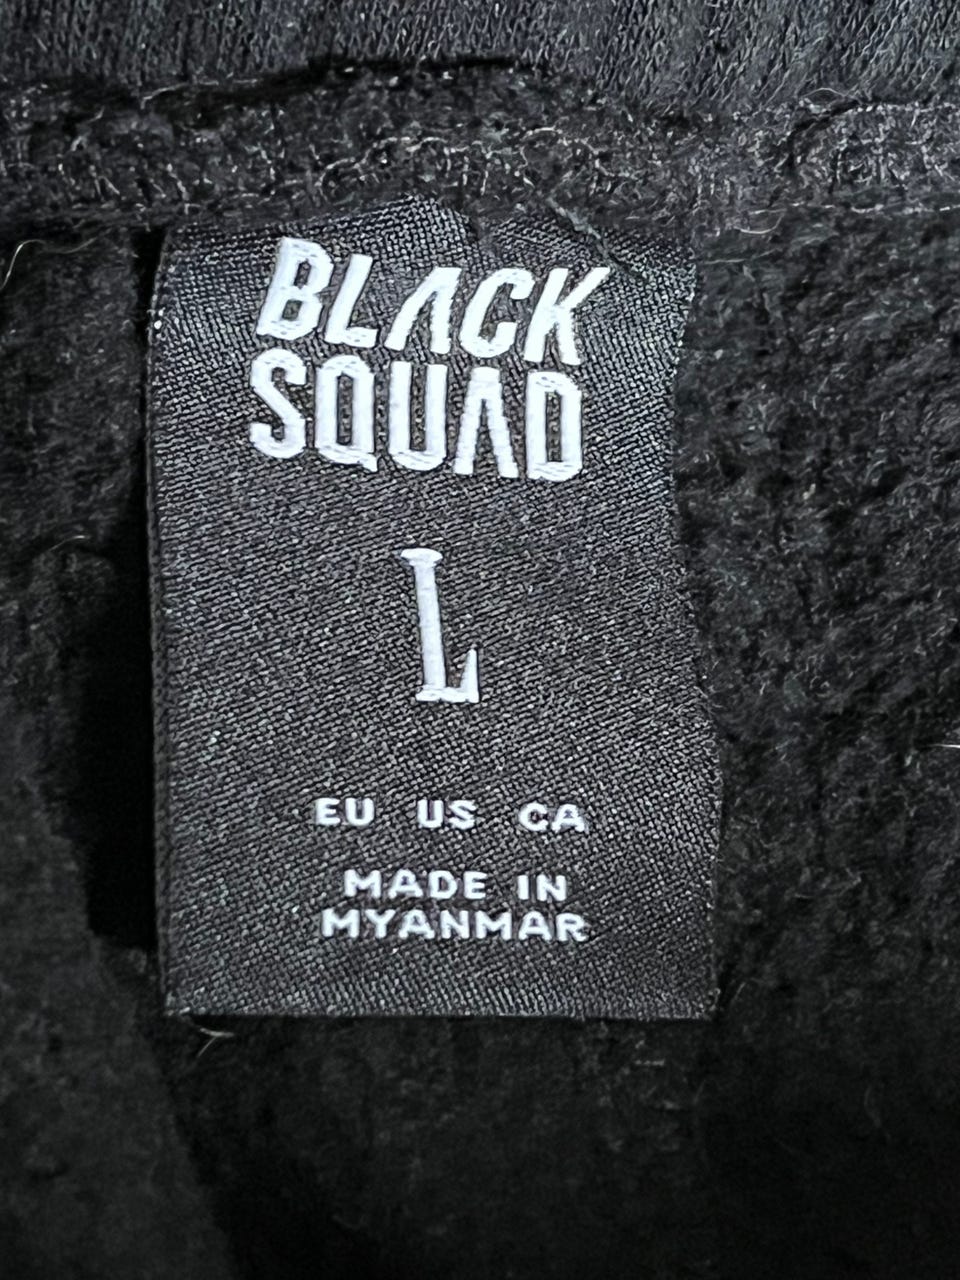 BLACK
SQUAD
L
EU US CA
MADE IN
MYANMAR